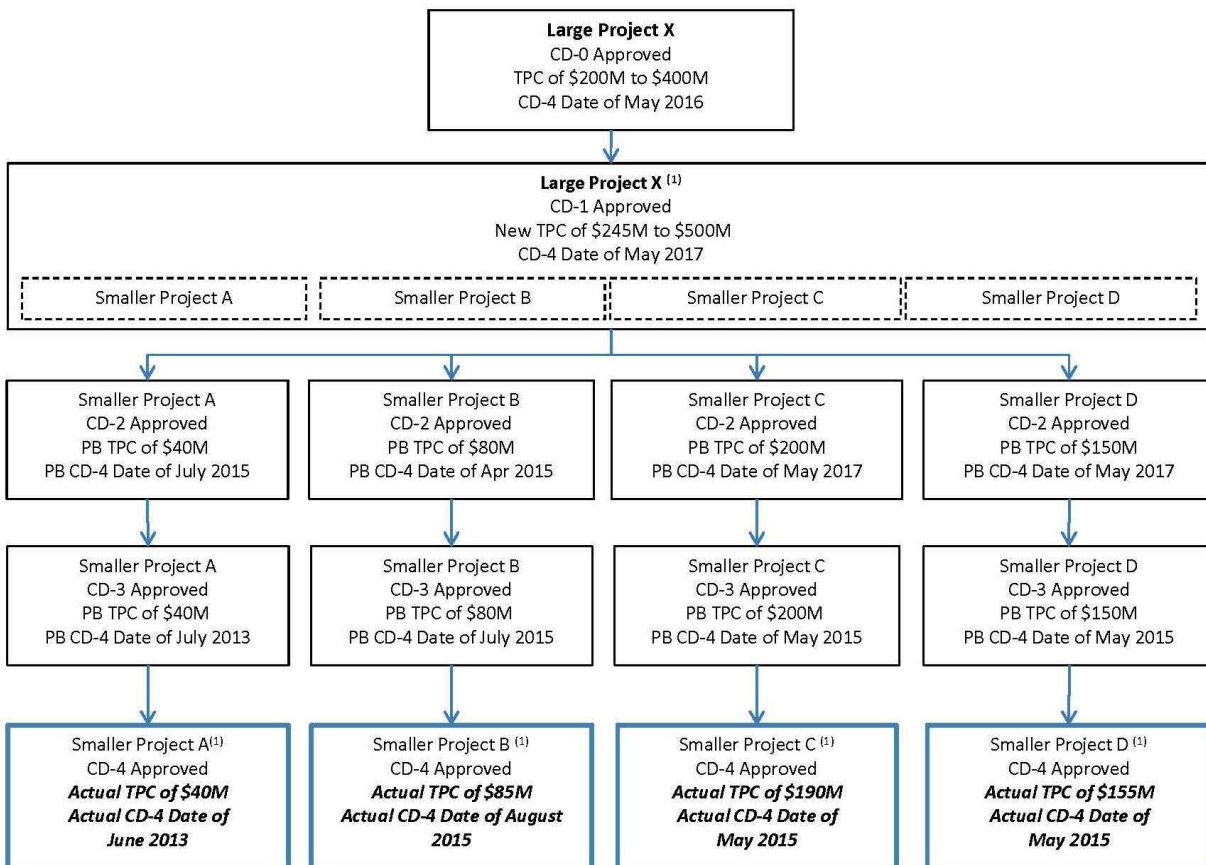 Large Project X
CD-0 Approved
TPC of $200M to $400M
CD-4 Date of May 2016
Large Project X (1)
CD-1 Approved
New TPC of $245M to $500M
CD-4 Date of May 2017
Smaller Project A
Smaller Project B
Smaller Project C
Smaller Project D
Smaller Project A
CD-2 Approved
PB TPC of $40M
PB CD-4 Date of July 2015
Smaller Project B
CD-2 Approved
PB TPC of $80M
PB CD-4 Date of Apr 2015
Smaller Project C
CD-2 Approved
PB TPC of $200M
PB CD-4 Date of May 2017
Smaller Project D
CD-2 Approved
PB TPC of $150M
PB CD-4 Date of May 2017
Smaller Project A
CD-3 Approved
PB TPC of $40M
PB CD-4 Date of July 2013
Smaller Project B
CD-3 Approved
PB TPC of $80M
PB CD-4 Date of July 2015
Smaller Project C
CD-3 Approved
PB TPC of $200M
PB CD-4 Date of May 2015
Smaller Project D
CD-3 Approved
PB TPC of $150M
PB CD-4 Date of May 2015
Smaller Project A(1)
CD-4 Approved
Actual TPC of $40M
Actual CD-4 Date of
June 2013
Smaller Project B (1)
CD-4 Approved
Actual TPC of $85M
Actual CD-4 Date of August
2015
Smaller Project C (1)
CD-4 Approved
Actual TPC of $190M
Actual CD-4 Date of
May 2015
Smaller Project D (1)
CD-4 Approved
Actual TPC of $155M
Actual CD-4 Date of
May 2015